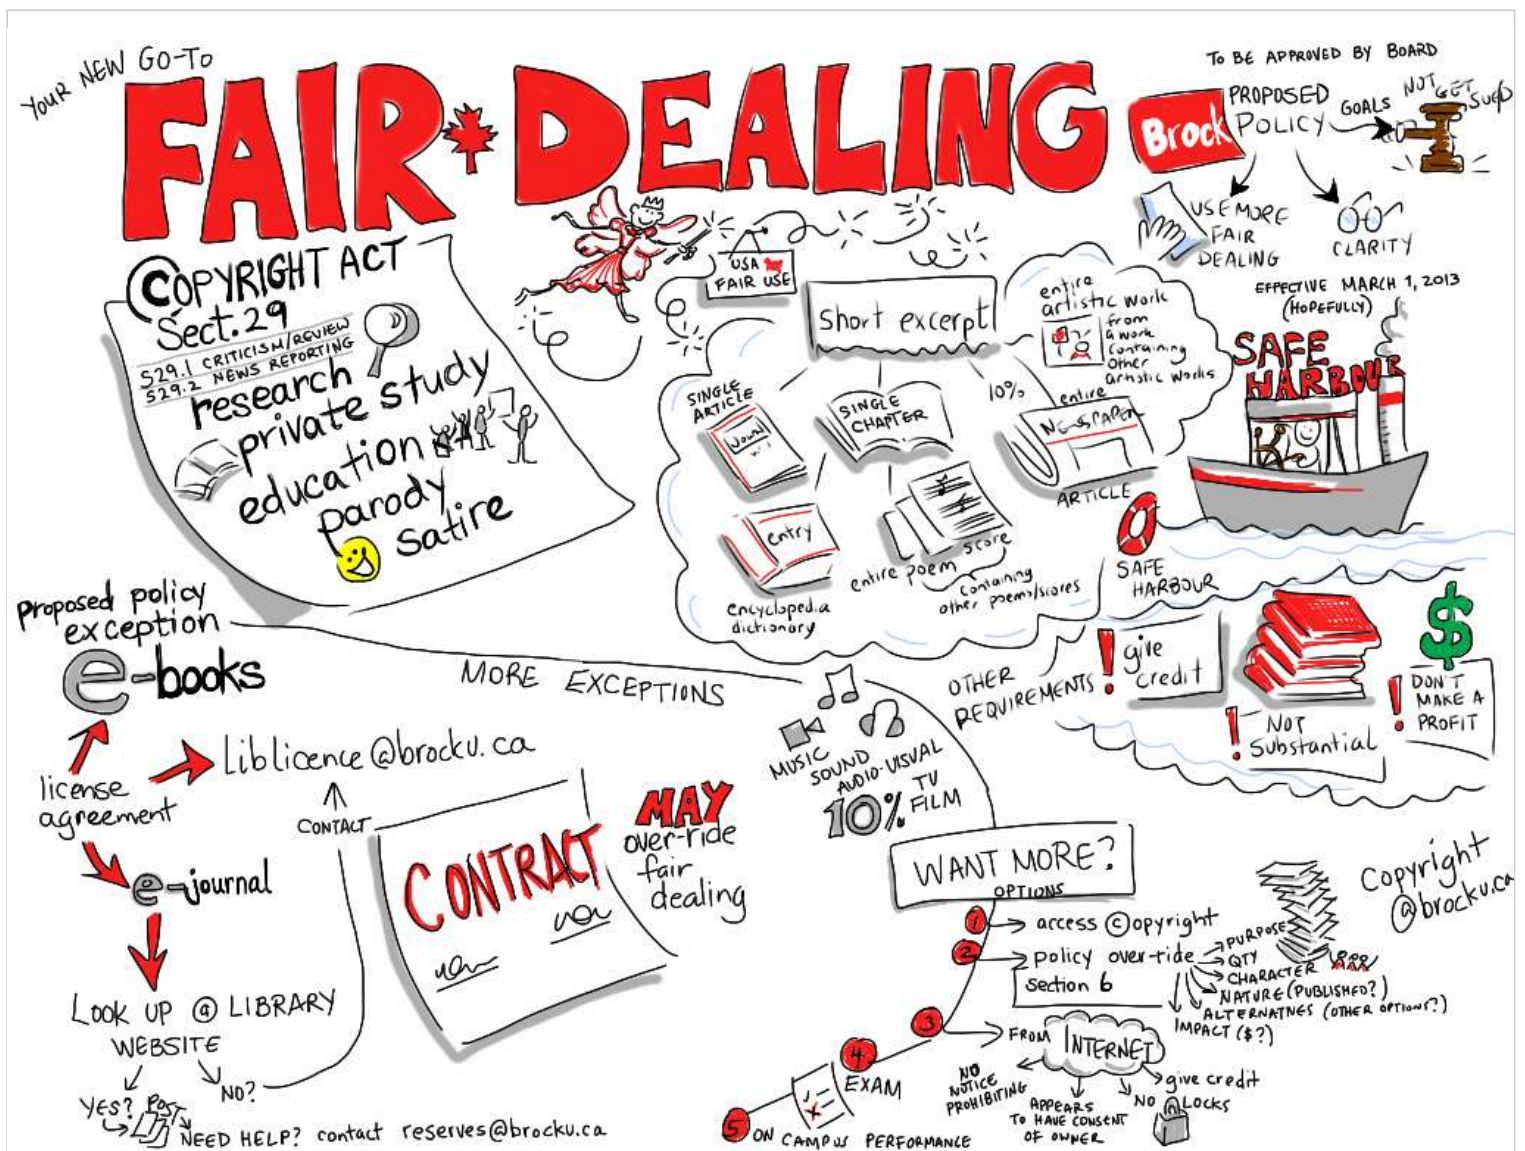 YOUR NEW GO-TO
FAIR DEALING
TO BE APPROVED BY BOARD
Brock
PROPOSED
POLICY
GOALS
NOT GET SUED
USE MORE
FAIR
DEALING
CLARITY
EFFECTIVE MARCH 1, 2013
(HOPEFULLY)
SAFE
HARBOUR
©OPYRIGHT ACT
Sect. 29
S29.1 CRITICISM/REVIEW
S29.2 NEWS REPORTING
research
private study
education
parody
satire
USA
FAIR USE
Short excerpt
entire
artistic work
from
a work
containing
other
artistic works
SINGLE
ARTICLE
SINGLE
CHAPTER
10%
entire
NEWSPAPER
ARTICLE
entry
encyclopedia
dictionary
entire poem
score
containing
other poems/scores
SAFE
HARBOUR
OTHER
REQUIREMENTS
! give
credit
! NOT
Substantial
$
! DON'T
MAKE A
PROFIT
proposed policy
exception
e-books
license
agreement
Liblicence@brocku.ca
CONTACT
e-journal
LOOK UP @ LIBRARY
WEBSITE
YES?
POST
NO?
NEED HELP? contact reserves@brocku.ca
CONTRACT
MAY
over-ride
fair
dealing
MORE EXCEPTIONS
MUSIC
SOUND
AUDIO-VISUAL
10%
TV
FILM
WANT MORE?
OPTIONS
1 access ©opyright
2 policy over-ride
Section 6
PURPOSE
QTY
CHARACTER
NATURE (PUBLISHED?)
ALTERNATNES (OTHER OPTIONS?)
IMPACT ($?)
3 FROM INTERNET
NO
NOTICE
PROHIBITING
APPEARS
TO HAVE CONSENT
OF OWNER
NO LOCKS
give credit
4 EXAM
5 ON CAMPUS PERFORMANCE
Copyright
@brocku.ca